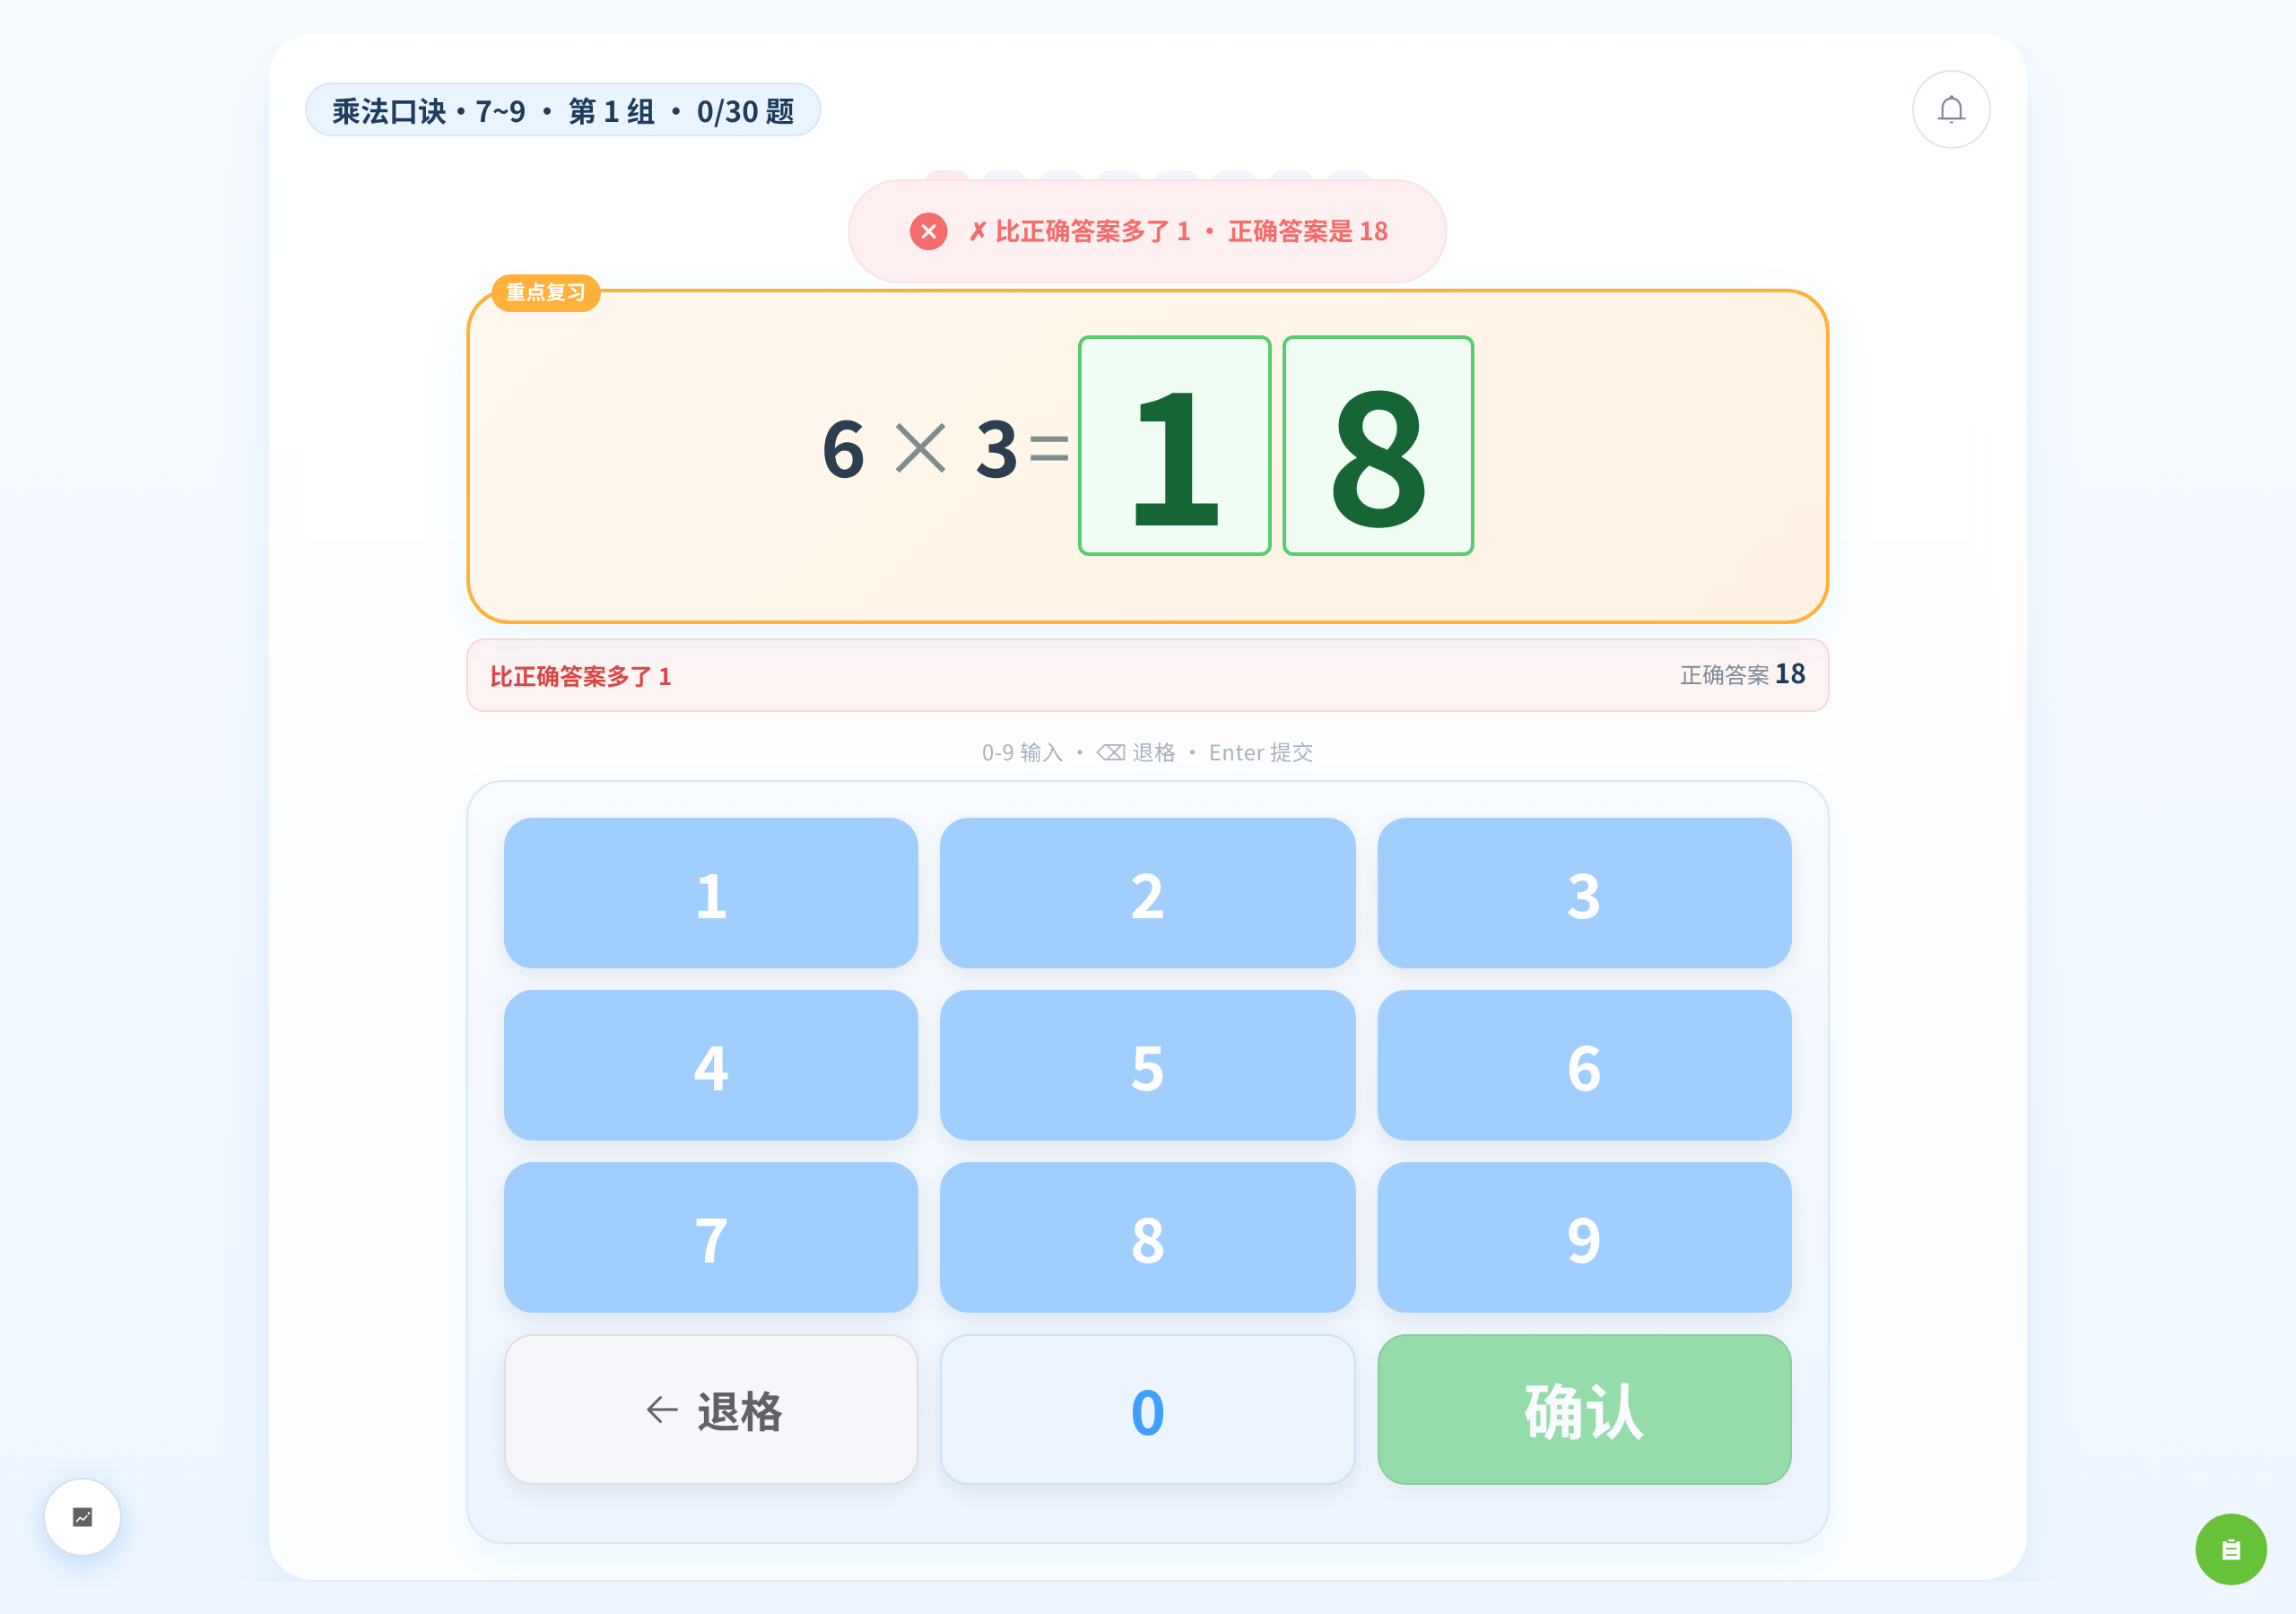 乘法口诀·7~9 · 第 1 组 · 0/30 题
✗ 比正确答案多了 1 · 正确答案是 18
重点复习
6 × 3 = 1 8
比正确答案多了 1
正确答案 18
0-9 输入 · ⌫ 退格 · Enter 提交
1 2 3
4 5 6
7 8 9
← 退格 0 确认